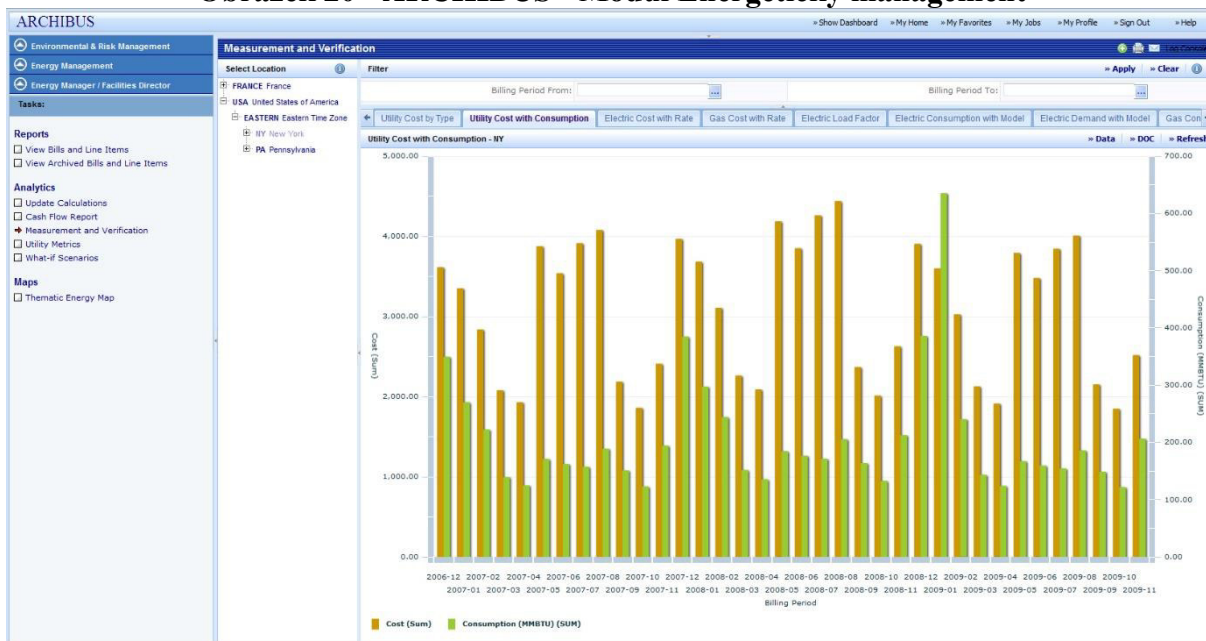 Obrázek 20 - ARCHIBUS - Modul Energetický management
ARCHIBUS
» Show Dashboard » My Home » My Favorites » My Jobs » My Profile » Sign Out » Help
Environmental & Risk Management
Energy Management
Energy Manager / Facilities Director
Tasks:
Reports
View Bills and Line Items
View Archived Bills and Line Items
Analytics
Update Calculations
Cash Flow Report
Measurement and Verification
Utility Metrics
What-if Scenarios
Maps
Thematic Energy Map
Measurement and Verification
Select Location
FRANCE France
USA United States of America
EASTERN Eastern Time Zone
NY New York
PA Pennsylvania
Filter » Apply » Clear
Billing Period From: ... Billing Period To: ...
Utility Cost by Type Utility Cost with Consumption Electric Cost with Rate Gas Cost with Rate Electric Load Factor Electric Consumption with Model Electric Demand with Model Gas Con
Utility Cost with Consumption - NY » Data » DOC » Refresh
5,000.00
4,000.00
3,000.00
2,000.00
1,000.00
0.00
Cost (Sum)
700.00
600.00
500.00
400.00
300.00
200.00
100.00
0.00
Consumption (MMBTU) (SUM)
2006-12 2007-02 2007-04 2007-06 2007-08 2007-10 2007-12 2008-02 2008-04 2008-06 2008-08 2008-10 2008-12 2009-02 2009-04 2009-06 2009-08 2009-10
2007-01 2007-03 2007-05 2007-07 2007-09 2007-11 2008-01 2008-03 2008-05 2008-07 2008-09 2008-11 2009-01 2009-03 2009-05 2009-07 2009-09 2009-11
Billing Period
Cost (Sum) Consumption (MMBTU) (SUM)